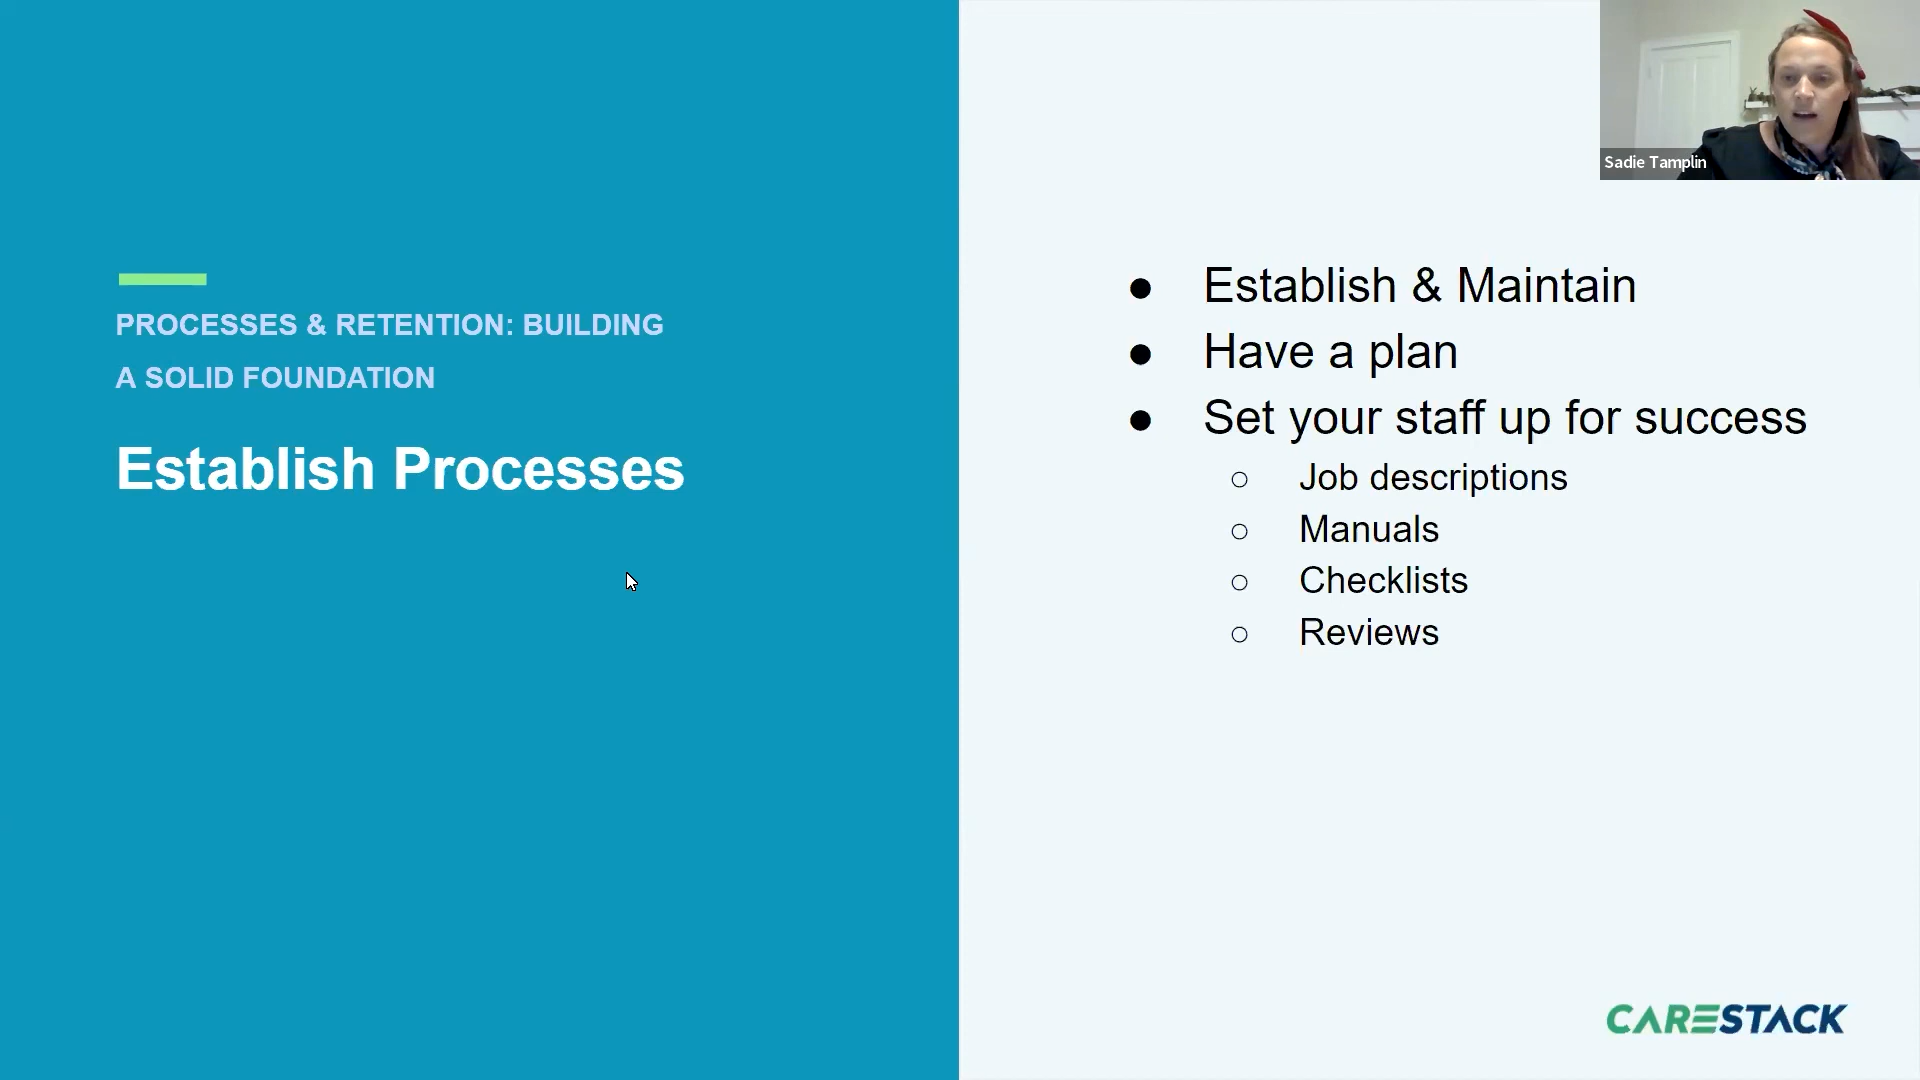 PROCESSES & RETENTION: BUILDING
A SOLID FOUNDATION
Establish Processes
● Establish & Maintain
● Have a plan
● Set your staff up for success
○ Job descriptions
○ Manuals
○ Checklists
○ Reviews
Sadie Tamplin
CARESTACK